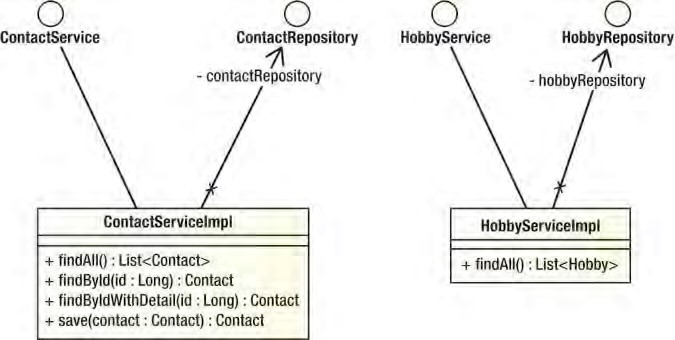 ContactService ContactRepository HobbyService HobbyRepository
- contactRepository - hobbyRepository
ContactServiceImpl
+ findAll() : List<Contact>
+ findById(id : Long) : Contact
+ findByIdWithDetail(id : Long) : Contact
+ save(contact : Contact) : Contact
HobbyServiceImpl
+ findAll() : List<Hobby>